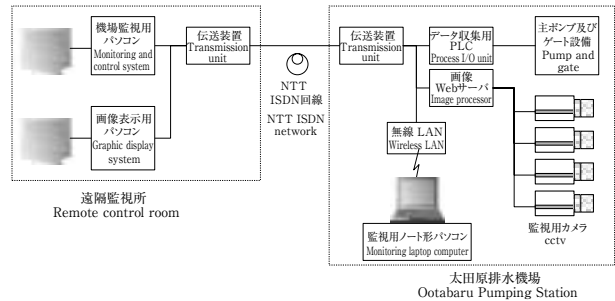 機場監視用
パソコン
Monitoring and
control system
伝送装置
Transmission
unit
画像表示用
パソコン
Graphic display
system
遠隔監視所
Remote control room
NTT
ISDN回線
NTT ISDN
network
伝送装置
Transmission
unit
データ収集用
PLC
Process I/O unit
主ポンプ及び
ゲート設備
Pump and
gate
画像
Webサーバ
Image processor
無線 LAN
Wireless LAN
監視用ノート形パソコン
Monitoring laptop computer
監視用カメラ
cctv
太田原排水機場
Ootabaru Pumping Station